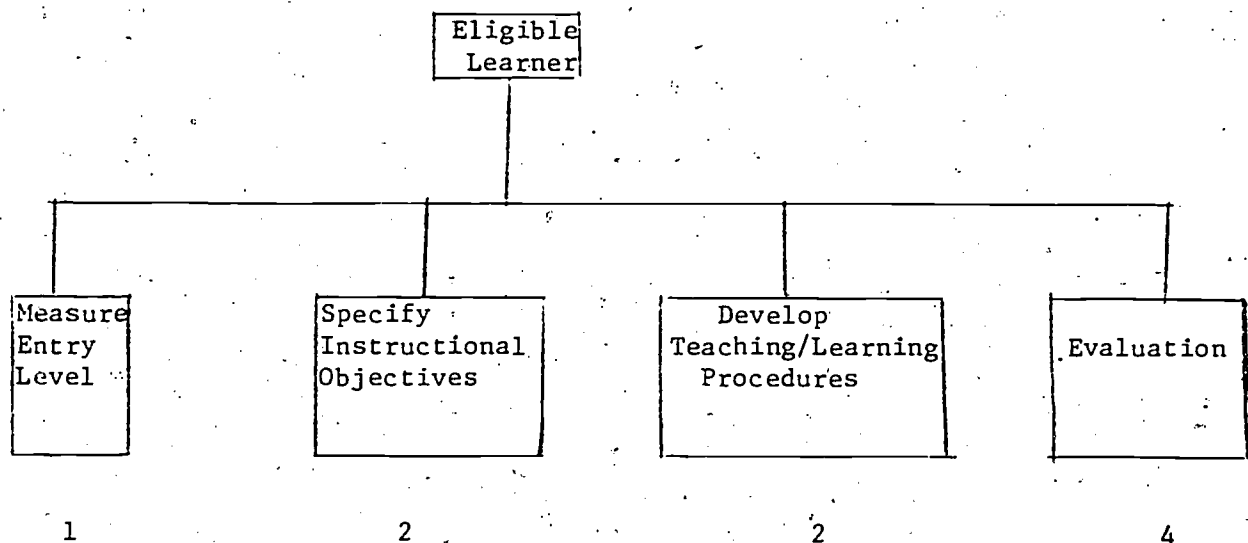 Eligible
Learner
Measure
Entry
Level
Specify
Instructional
Objectives
Develop
Teaching/Learning
Procedures
Evaluation
1 2 2 4